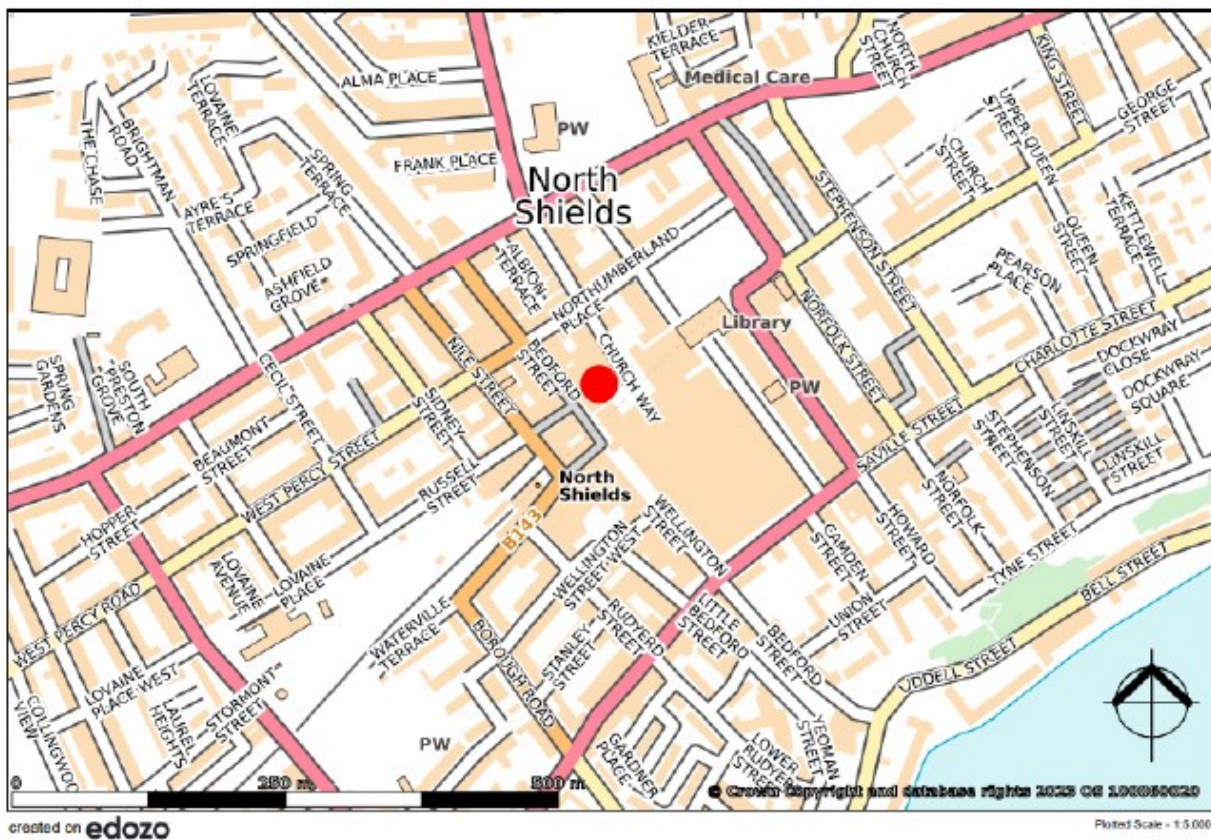 KIELDER
TERRACE
NORTH
CHURCH
STREET
KING STREET
ALMA PLACE
Medical Care
GEORGE
STREET
LOVAINE
TERRACE
THE CHASE
BRIGHTMAN
ROAD
SPRING
TERRACE
PW
FRANK PLACE
UPPER QUEEN
STREET
CHURCH
STREET
North
Shields
STEPHENSON STREET
AYRE'S
TERRACE
SPRINGFIELD
ASHFIELD
GROVE
ALBION
TERRACE
NORTHUMBERLAND
PLACE
QUEEN
STREET
KETTLEWELL
TERRACE
PEARSON
PLACE
Library
NORFOLK STREET
CHARLOTTE STREET
SPRING
GARDENS
SOUTH
PRESTON
GROVE
CECIL STREET
NILE STREET
BEDFORD
STREET
CHURCH WAY
PW
DOCKWRAY
CLOSE
DOCKWRAY
SQUARE
SIDNEY
STREET
BEAUMONT
STREET
WEST PERCY STREET
RUSSELL
STREET
SAVILLE STREET
STEPHENSON
STREET
LINSKILL
STREET
LINSKILL
STREET
North
Shields
NORFOLK
STREET
HOPPER
STREET
B143
WELLINGTON
STREET
WELLINGTON
STREET WEST
CAMDEN
STREET
HOWARD
STREET
TYNE STREET
BELL STREET
LOVAINE
AVENUE
LOVAINE
PLACE
WEST PERCY ROAD
WATERVILLE
TERRACE
STANLEY
STREET
RUDYERD
STREET
LITTLE
BEDFORD
STREET
BEDFORD
STREET
UNION
STREET
LIDDELL STREET
BOROUGH ROAD
LOVAINE
PLACE WEST
LAUREL
HEIGHTS
STORMONT
STREET
COLLINGWOO
VIEW
PW
GARDNER
PLACE
LOWER
RUDYERD
STREET
YEOMAN
STREET
0 250 m 500 m
© Crown Copyright and database rights 2023 OS 100060020
created on edozo
Plotted Scale - 1:5,000